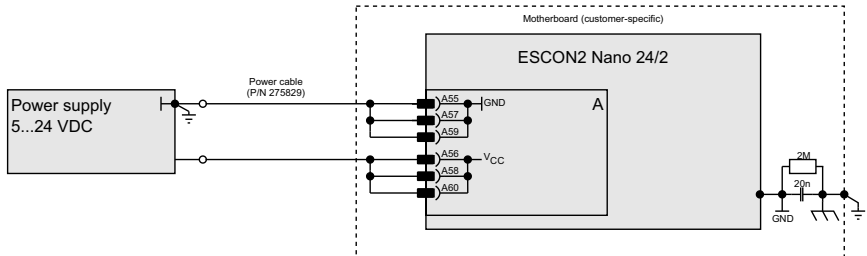 Motherboard (customer-specific)
ESCON2 Nano 24/2
Power cable
(P/N 275829)
Power supply
5...24 VDC
A55
GND
A
A57
A59
A56
VCC
A58
A60
2M
20n
GND